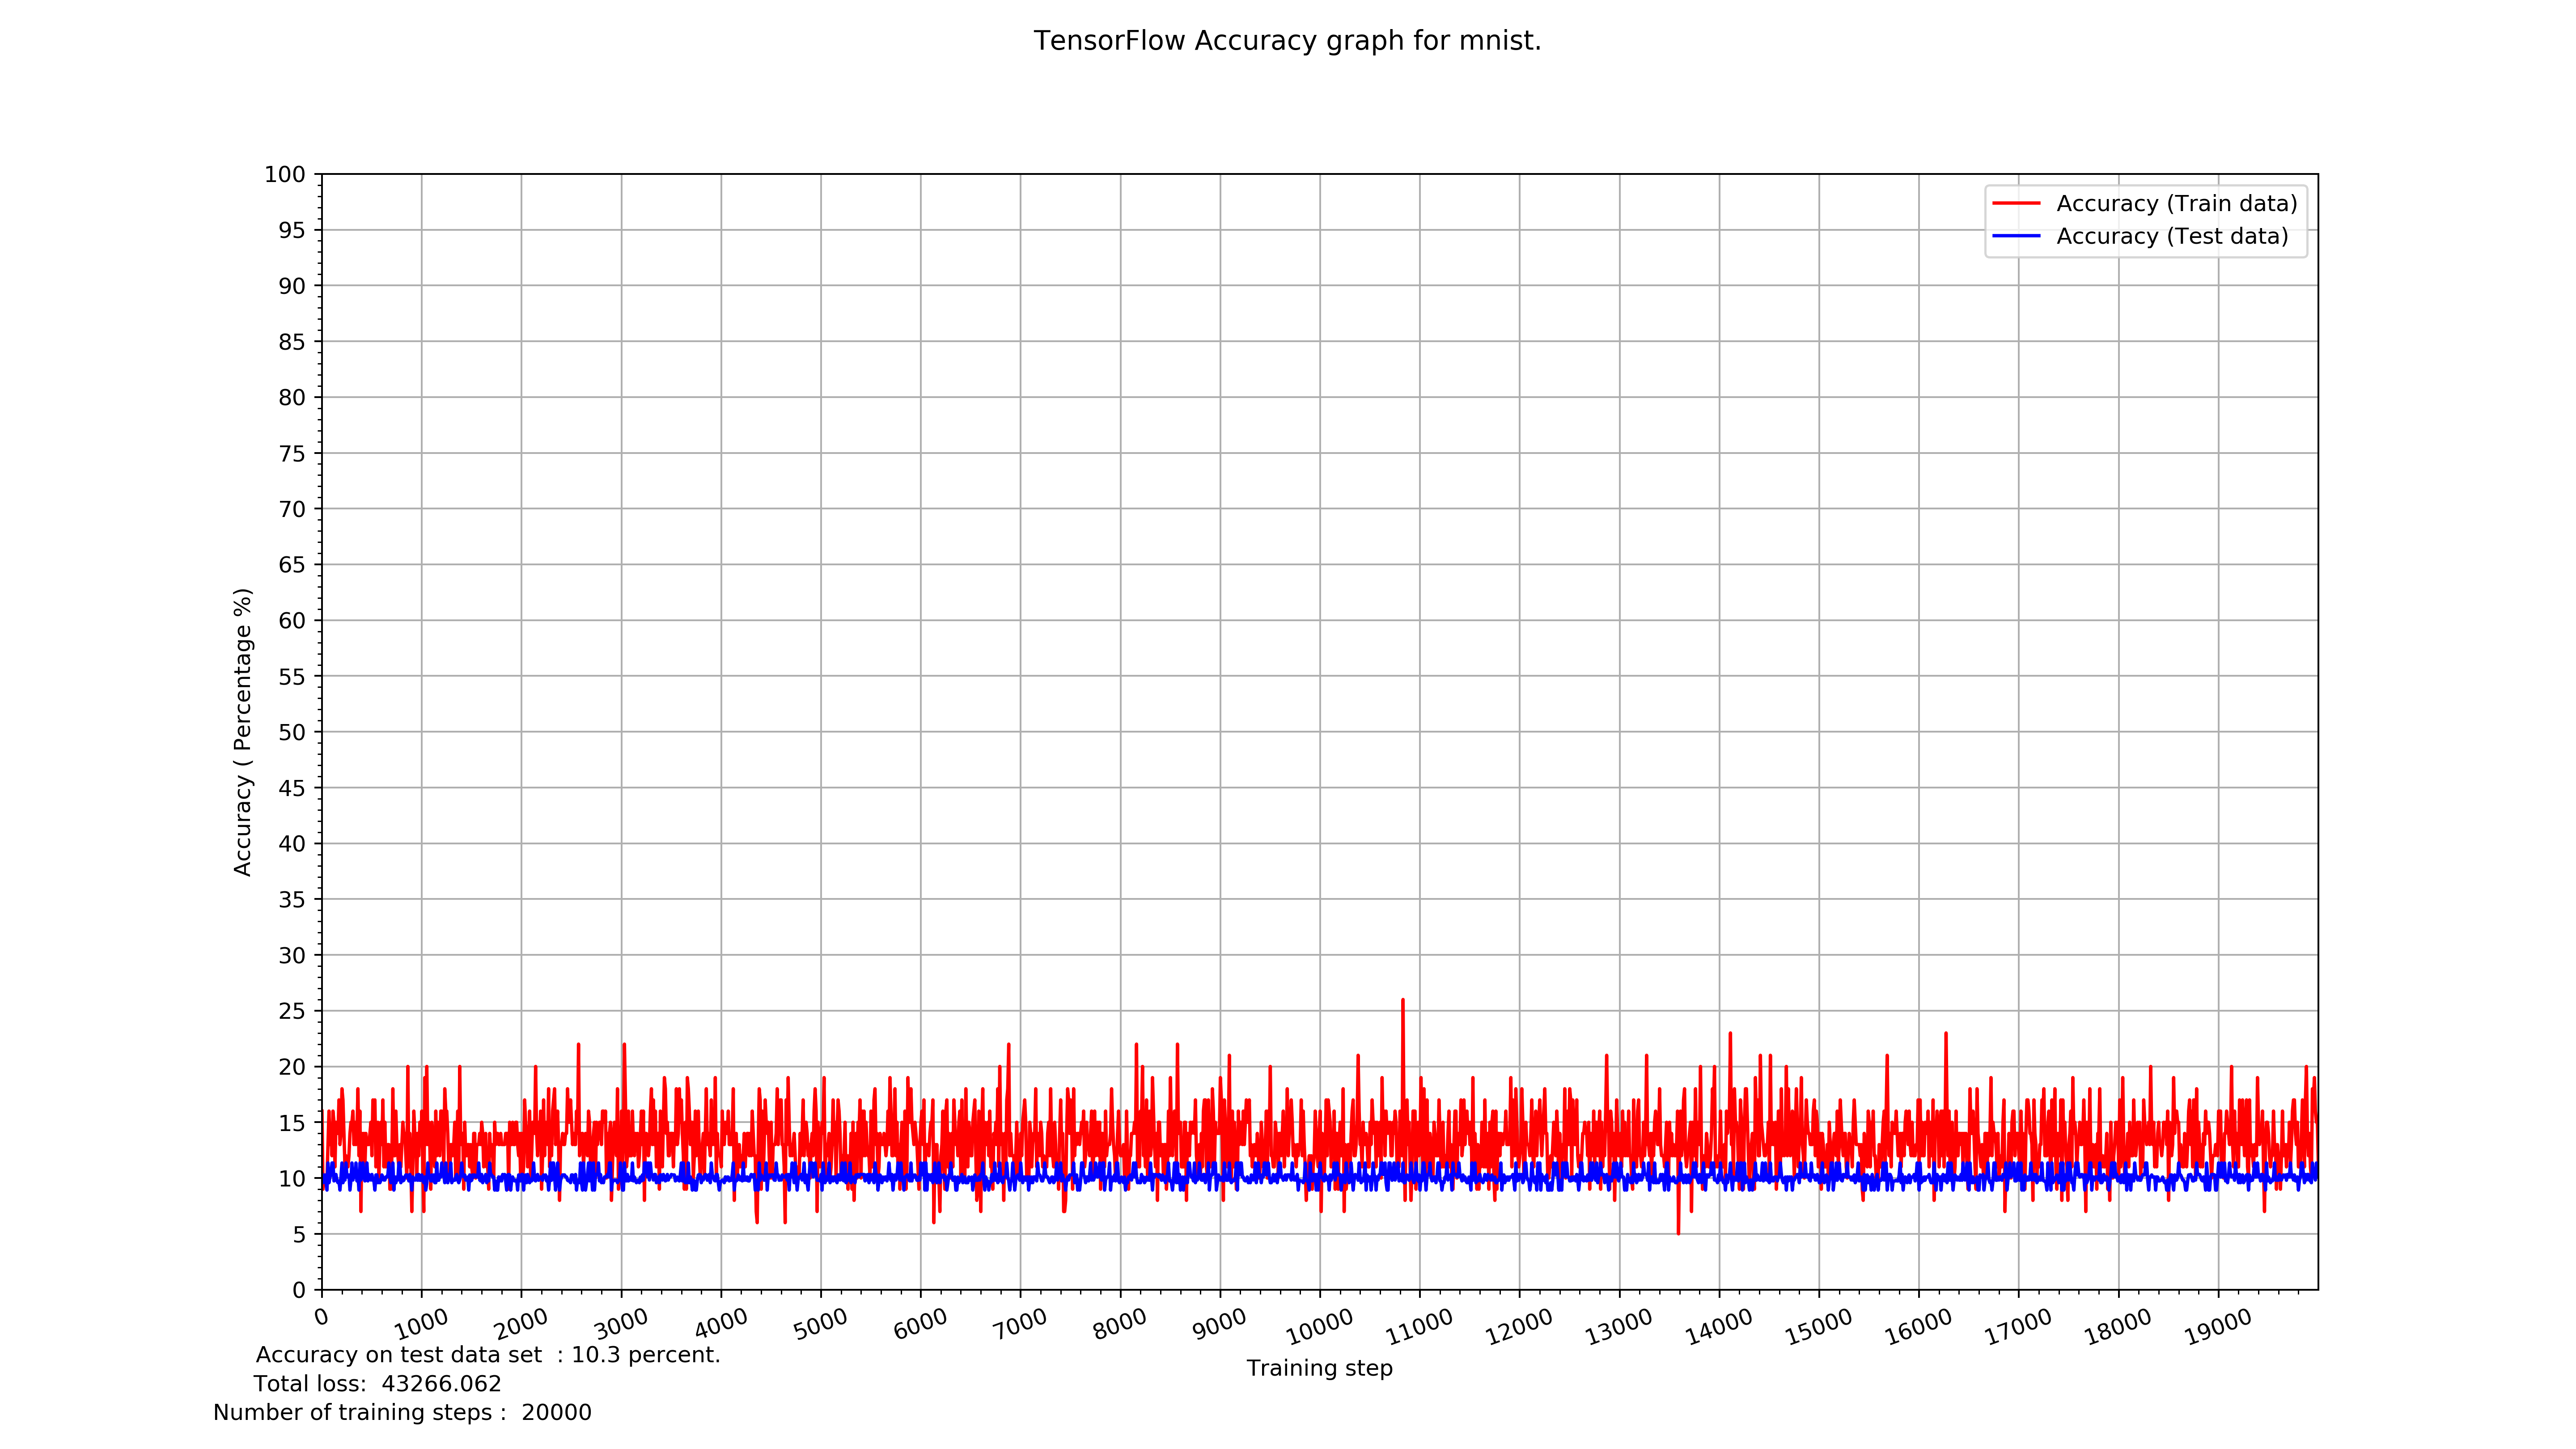 TensorFlow Accuracy graph for mnist.
100
95
90
85
80
75
70
65
60
55
50
45
40
35
30
25
20
15
10
5
0
Accuracy ( Percentage %)
Accuracy (Train data)
Accuracy (Test data)
0 1000 2000 3000 4000 5000 6000 7000 8000 9000 10000 11000 12000 13000 14000 15000 16000 17000 18000 19000
Training step
Accuracy on test data set : 10.3 percent.
Total loss: 43266.062
Number of training steps : 20000